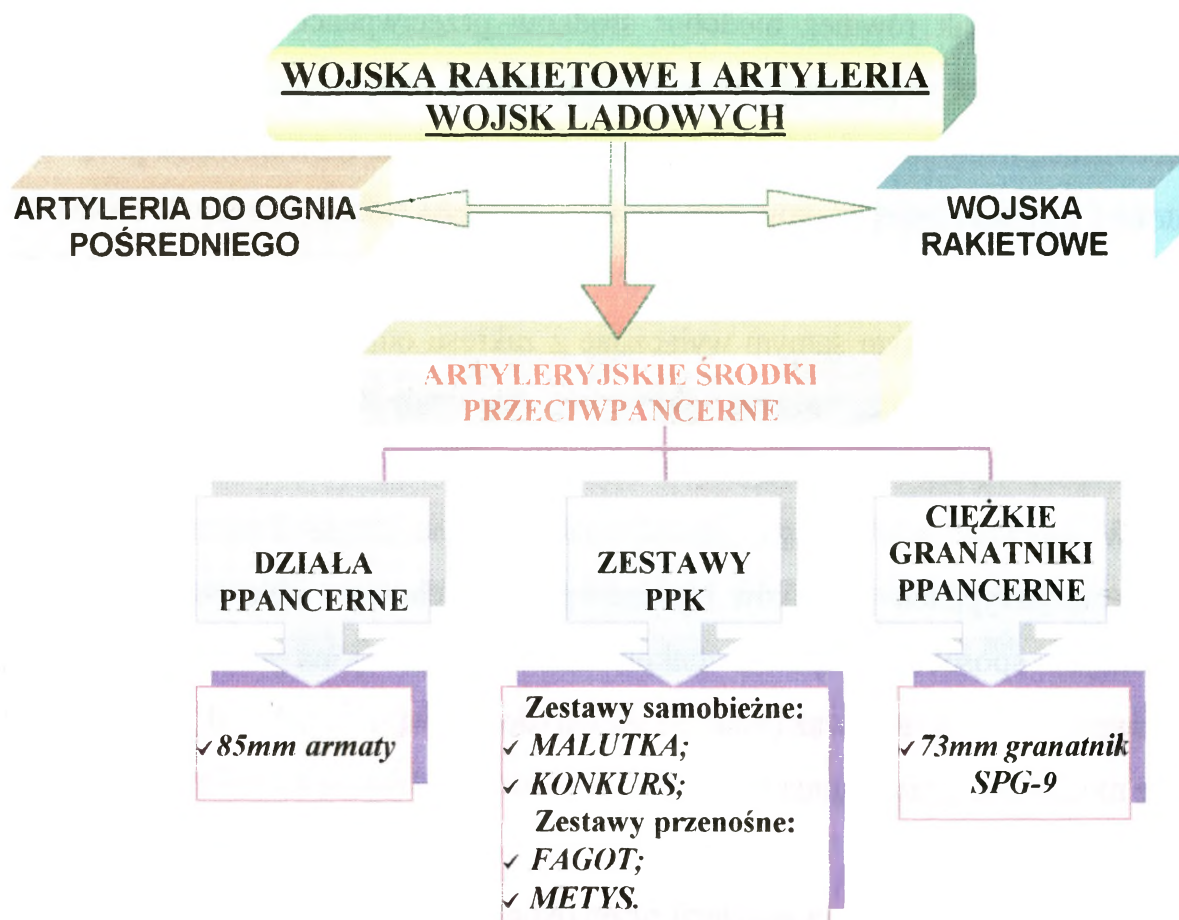 WOJSKA RAKIETOWE I ARTYLERIA
WOJSK LADOWYCH
ARTYLERIA DO OGNIA
POŚREDNIEGO
WOJSKA
RAKIETOWE
ARTYLERYJSKIE ŚRODKI
PRZECIWPANCERNE
DZIAŁA
PPANCERNE
✓ 85mm armaty
ZESTAWY
PPK
Zestawy samobieżne:
✓ MALUTKA;
✓ KONKURS;
Zestawy przenośne:
✓ FAGOT;
✓ METYS.
CIĘŻKIE
GRANATNIKI
PPANCERNE
✓ 73mm granatnik
SPG-9